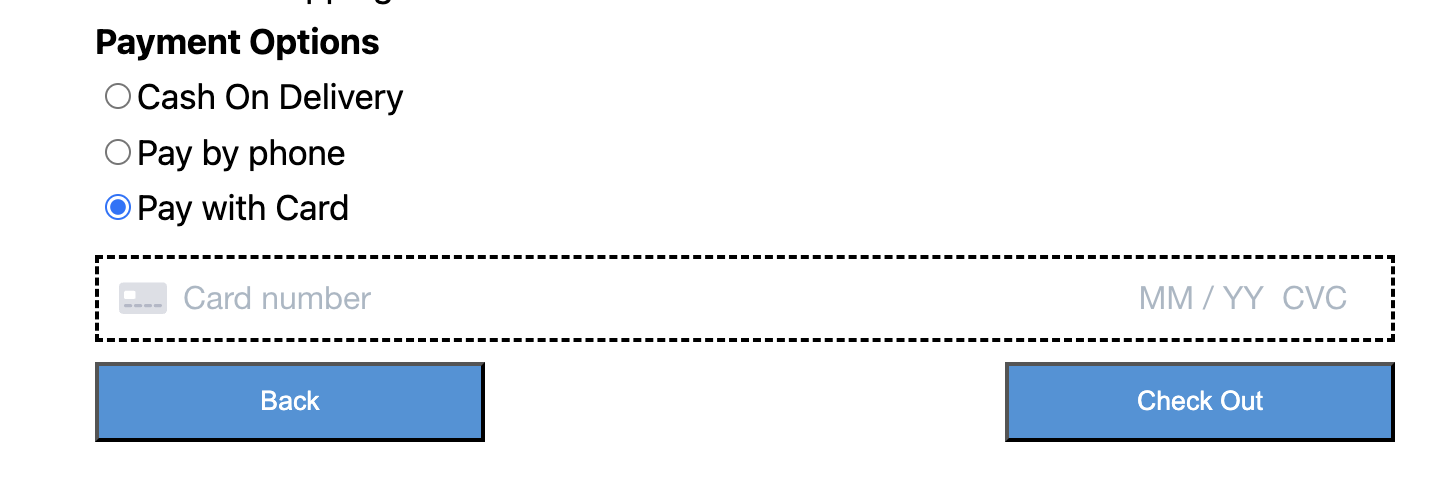 Payment Options
Cash On Delivery
Pay by phone
Pay with Card
Card number MM / YY CVC
Back Check Out